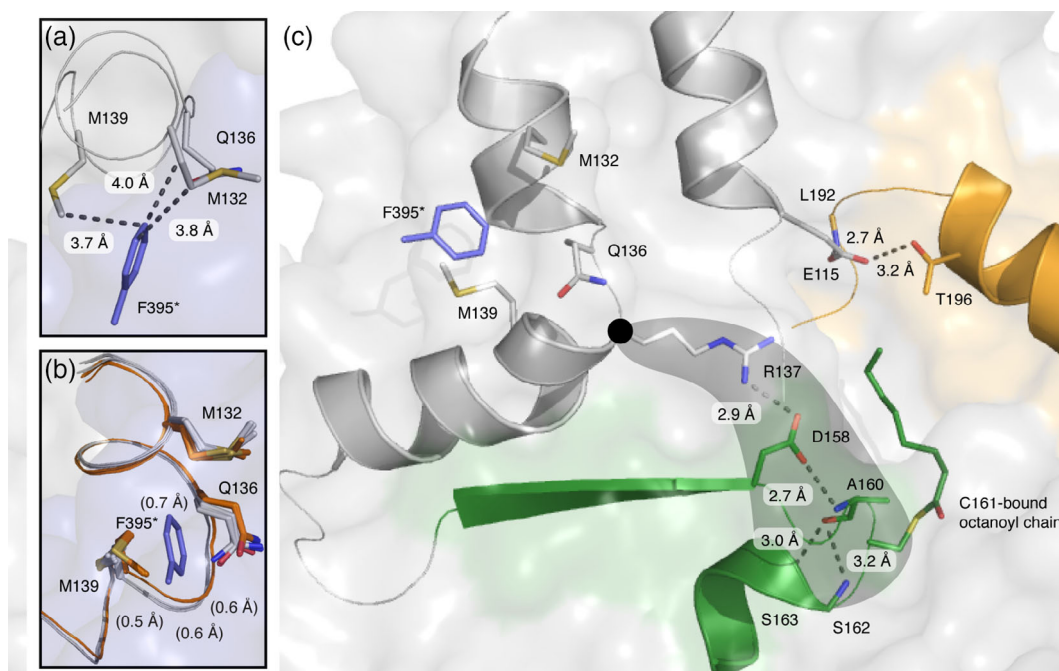 (a)
M139
Q136
4.0 Å
M132
3.7 Å
3.8 Å
F395*
(b)
M132
Q136
(0.7 Å)
F395*
M139
(0.5 Å)
(0.6 Å)
(0.6 Å)
(c)
M132
F395*
Q136
M139
L192
2.7 Å
E115
3.2 Å
T196
R137
2.9 Å
D158
2.7 Å
A160
C161-bound
octanoyl chain
3.0 Å
3.2 Å
S163
S162